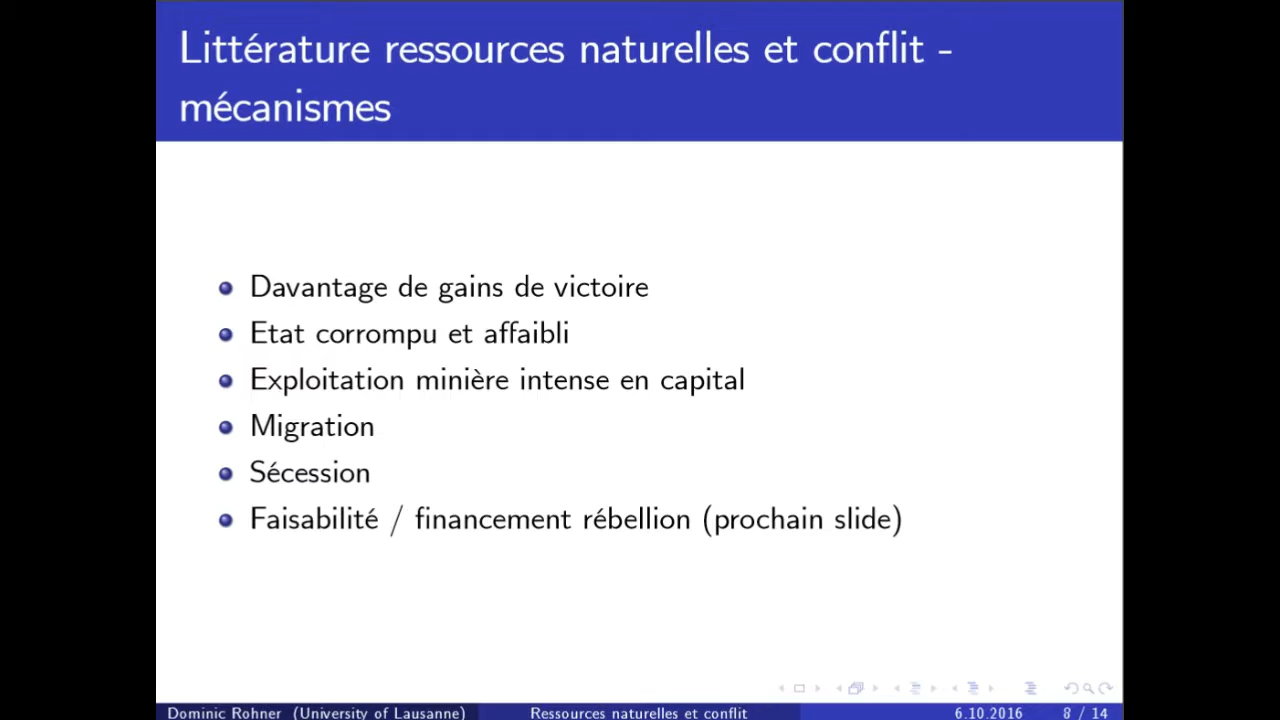 Littérature ressources naturelles et conflit -
mécanismes
Davantage de gains de victoire
Etat corrompu et affaibli
Exploitation minière intense en capital
Migration
Sécession
Faisabilité / financement rébellion (prochain slide)
Dominic Rohner (University of Lausanne) Ressources naturelles et conflit 6.10.2016 8 / 14